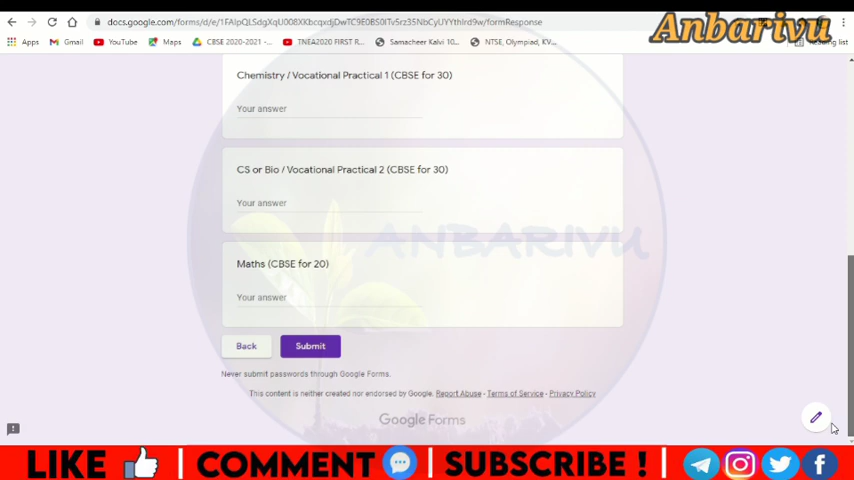 docs.google.com/forms/d/e/1FAIpQLSdgXqU008XKbcqxdjDwTC9E0BS0ITv5rz35NbCyUYYthIrd9w/formResponse
Anbarivu
Apps Gmail YouTube Maps CBSE 2020-2021 -... TNEA2020 FIRST R... Samacheer Kalvi 10... NTSE, Olympiad, KV... Reading list
Chemistry / Vocational Practical 1 (CBSE for 30)
Your answer
CS or Bio / Vocational Practical 2 (CBSE for 30)
Your answer
ANBARIVU
Maths (CBSE for 20)
Your answer
Back Submit
Never submit passwords through Google Forms.
This content is neither created nor endorsed by Google. Report Abuse - Terms of Service - Privacy Policy
Google Forms
LIKE | COMMENT | SUBSCRIBE ! |